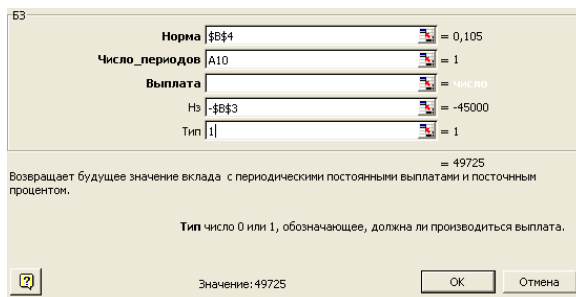 БЗ
Норма $B$4 = 0,105
Число_периодов A10 = 1
Выплата = число
Нз -$B$3 = -45000
Тип 1 = 1
= 49725
Возвращает будущее значение вклада с периодическими постоянными выплатами и посточнным
процентом.
Тип число 0 или 1, обозначающее, должна ли производиться выплата.
Значение: 49725
ОК
Отмена